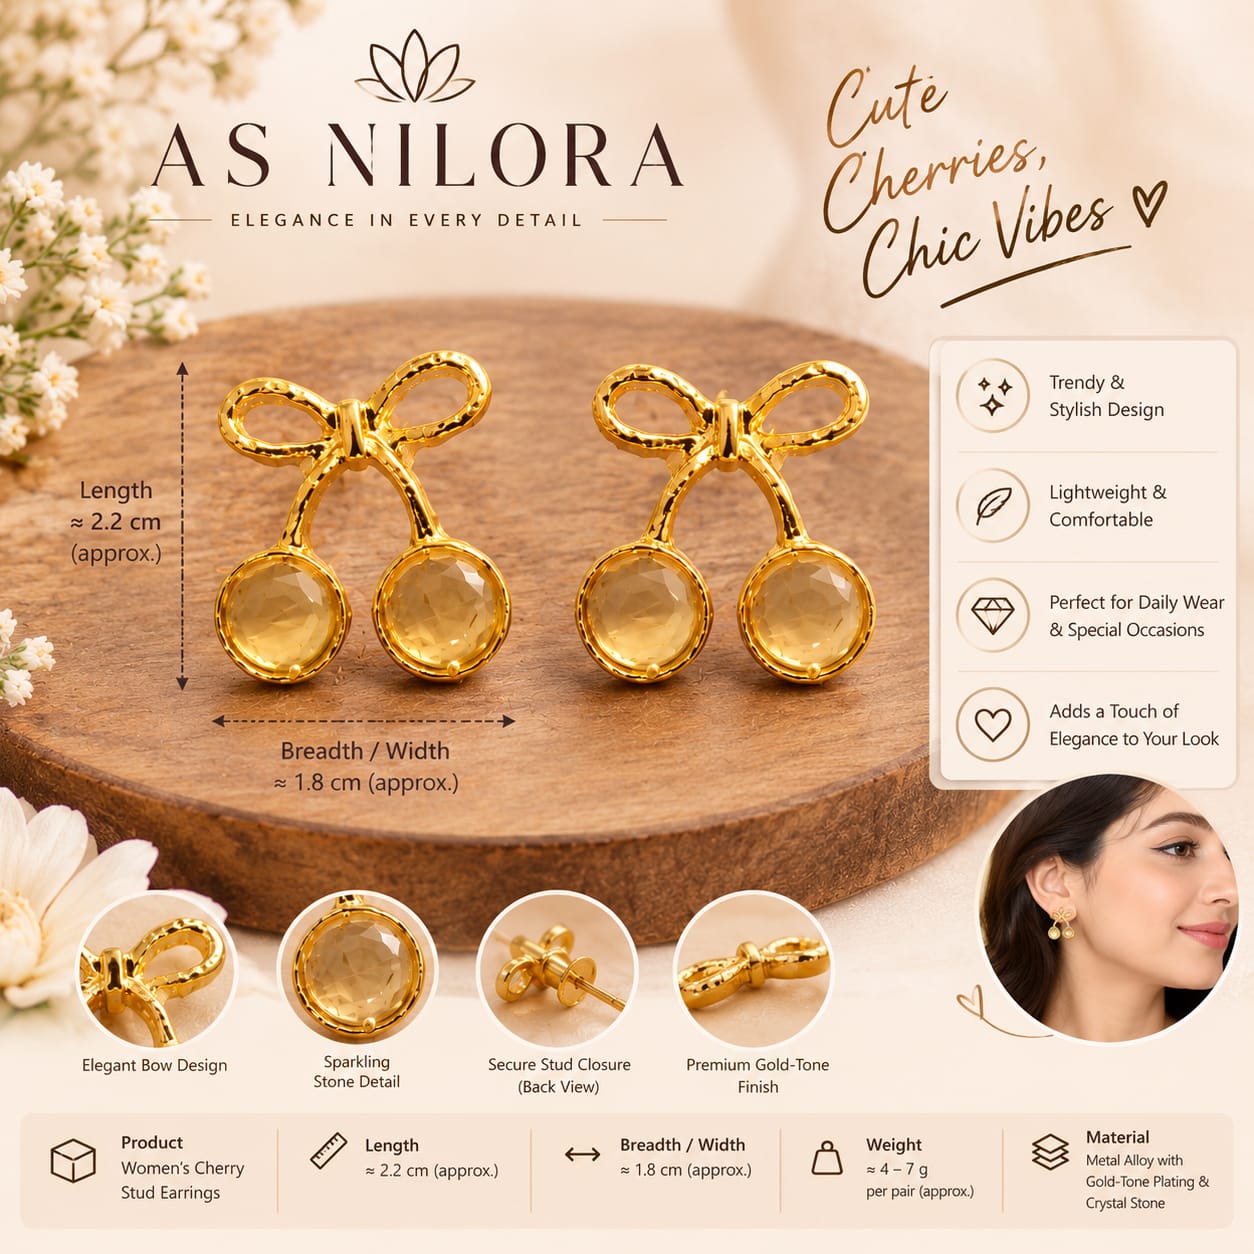 AS NILORA
ELEGANCE IN EVERY DETAIL
Cute
Cherries,
Chic Vibes
Trendy &
Stylish Design
Lightweight &
Comfortable
Perfect for Daily Wear
& Special Occasions
Adds a Touch of
Elegance to Your Look
Length
≈ 2.2 cm
(approx.)
Breadth / Width
≈ 1.8 cm (approx.)
Elegant Bow Design
Sparkling
Stone Detail
Secure Stud Closure
(Back View)
Premium Gold-Tone
Finish
Product
Women's Cherry
Stud Earrings
Length
≈ 2.2 cm (approx.)
Breadth / Width
≈ 1.8 cm (approx.)
Weight
≈ 4 – 7 g
per pair (approx.)
Material
Metal Alloy with
Gold-Tone Plating &
Crystal Stone